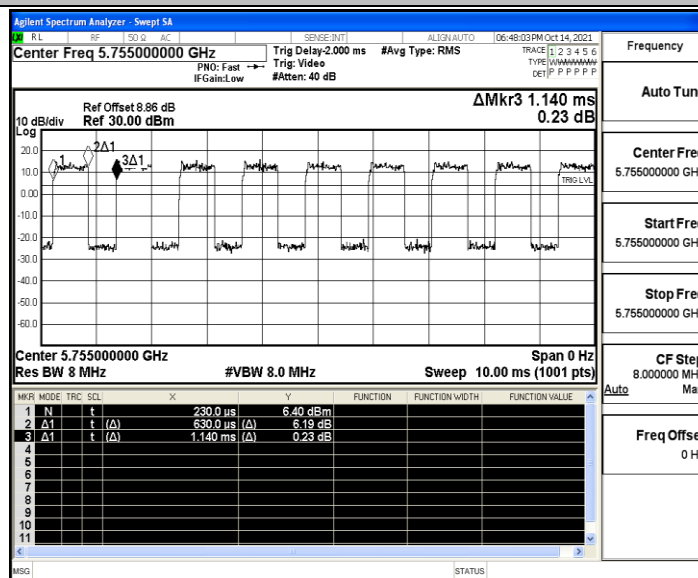 Agilent Spectrum Analyzer - Swept SA
LXI RL RF 50 Ω AC SENSE:INT ALIGNAUTO 06:48:03 PM Oct 14, 2021
Center Freq 5.755000000 GHz
PNO: Fast
IFGain:Low
Trig Delay-2.000 ms
Trig: Video
#Atten: 40 dB
#Avg Type: RMS
TRACE 1 2 3 4 5 6
TYPE
DET P P P P P P
Ref Offset 8.86 dB
10 dB/div Ref 30.00 dBm
Log
ΔMkr3 1.140 ms
0.23 dB
20.0
10.0
0.00
-10.0
-20.0
-30.0
-40.0
-50.0
-60.0
1
2Δ1
3Δ1
TRIG LVL
Center 5.755000000 GHz Span 0 Hz
Res BW 8 MHz #VBW 8.0 MHz Sweep 10.00 ms (1001 pts)
MKR MODE TRC SCL X Y FUNCTION FUNCTION WIDTH FUNCTION VALUE
1 N t 230.0 μs 6.40 dBm
2 Δ1 t (Δ) 630.0 μs (Δ) 6.19 dB
3 Δ1 t (Δ) 1.140 ms (Δ) 0.23 dB
4
5
6
7
8
9
10
11
MSG STATUS
Frequency
Auto Tun
Center Fre
5.755000000 GH
Start Fre
5.755000000 GH
Stop Fre
5.755000000 GH
CF Step
8.000000 MH
Auto Ma
Freq Offse
0 H